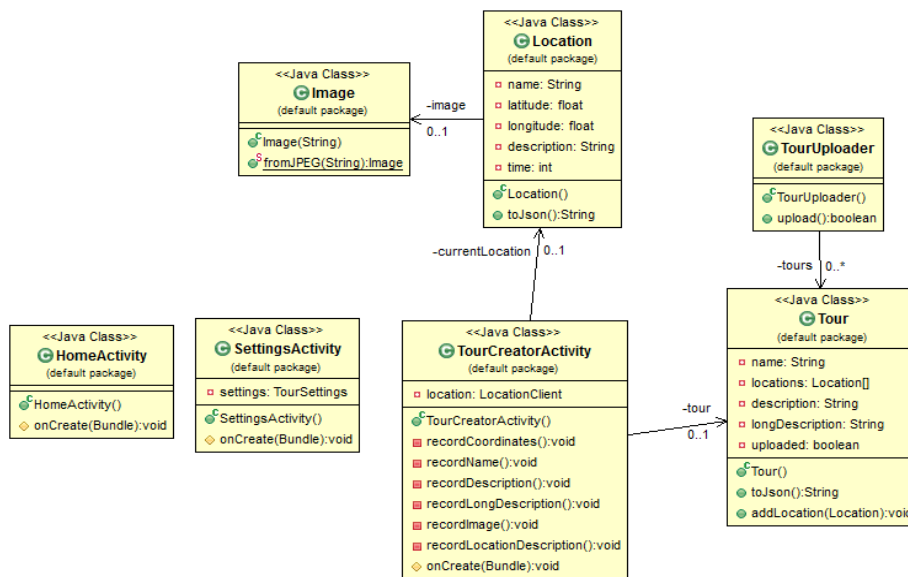 <<Java Class>>
Location
(default package)
name: String
latitude: float
longitude: float
description: String
time: int
Location()
toJson():String
<<Java Class>>
Image
(default package)
Image(String)
fromJPEG(String):Image
-image
0..1
<<Java Class>>
TourUploader
(default package)
TourUploader()
upload():boolean
-currentLocation
0..1
-tours
0..*
<<Java Class>>
HomeActivity
(default package)
HomeActivity()
onCreate(Bundle):void
<<Java Class>>
SettingsActivity
(default package)
settings: TourSettings
SettingsActivity()
onCreate(Bundle):void
<<Java Class>>
TourCreatorActivity
(default package)
location: LocationClient
TourCreatorActivity()
recordCoordinates():void
recordName():void
recordDescription():void
recordLongDescription():void
recordImage():void
recordLocationDescription():void
onCreate(Bundle):void
-tour
0..1
<<Java Class>>
Tour
(default package)
name: String
locations: Location[]
description: String
longDescription: String
uploaded: boolean
Tour()
toJson():String
addLocation(Location):void